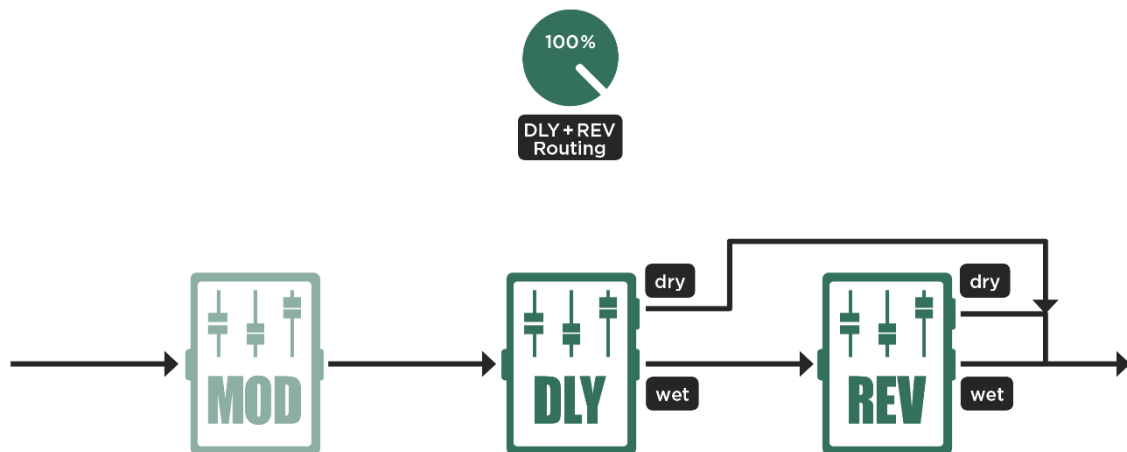 100%
DLY + REV
Routing
dry
dry
MOD
DLY
REV
wet
wet